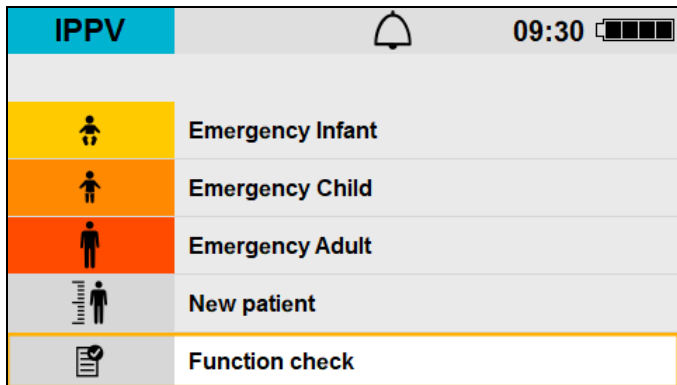 IPPV 09:30
Emergency Infant
Emergency Child
Emergency Adult
New patient
Function check